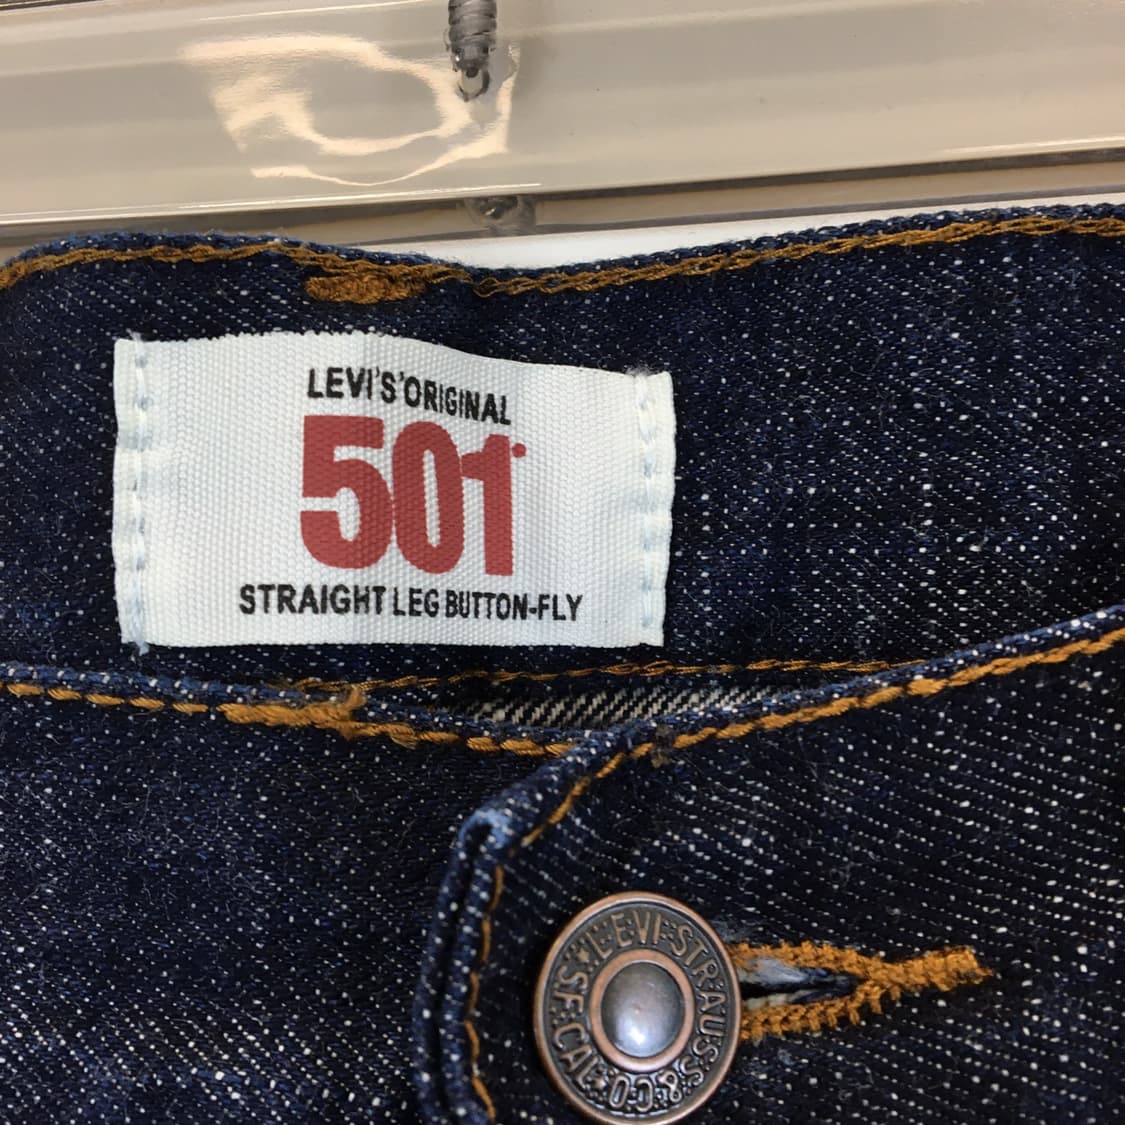 LEVI'S'ORIGINAL
501
STRAIGHT LEG BUTTON-FLY
LEVI STRAUSS & CO S.F. CAL